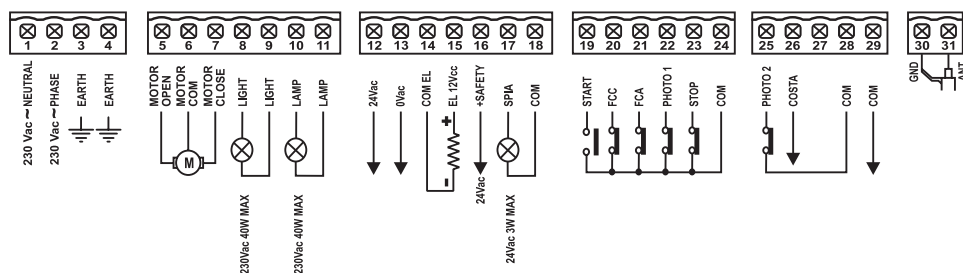 1 2 3 4
5 6 7 8 9 10 11
12 13 14 15 16 17 18
19 20 21 22 23 24
25 26 27 28 29
30 31
230 Vac ~ NEUTRAL
230 Vac ~ PHASE
EARTH
EARTH
MOTOR OPEN
MOTOR COM
MOTOR CLOSE
LIGHT
LIGHT
LAMP
LAMP
M
230Vac 40W MAX
230Vac 40W MAX
24Vac
0Vac
COM EL
EL 12Vcc
+
-
+SAFETY
24Vac
SPIA
COM
24Vac 3W MAX
START
FCC
FCA
PHOTO 1
STOP
COM
PHOTO 2
COSTA
COM
COM
GND
ANT